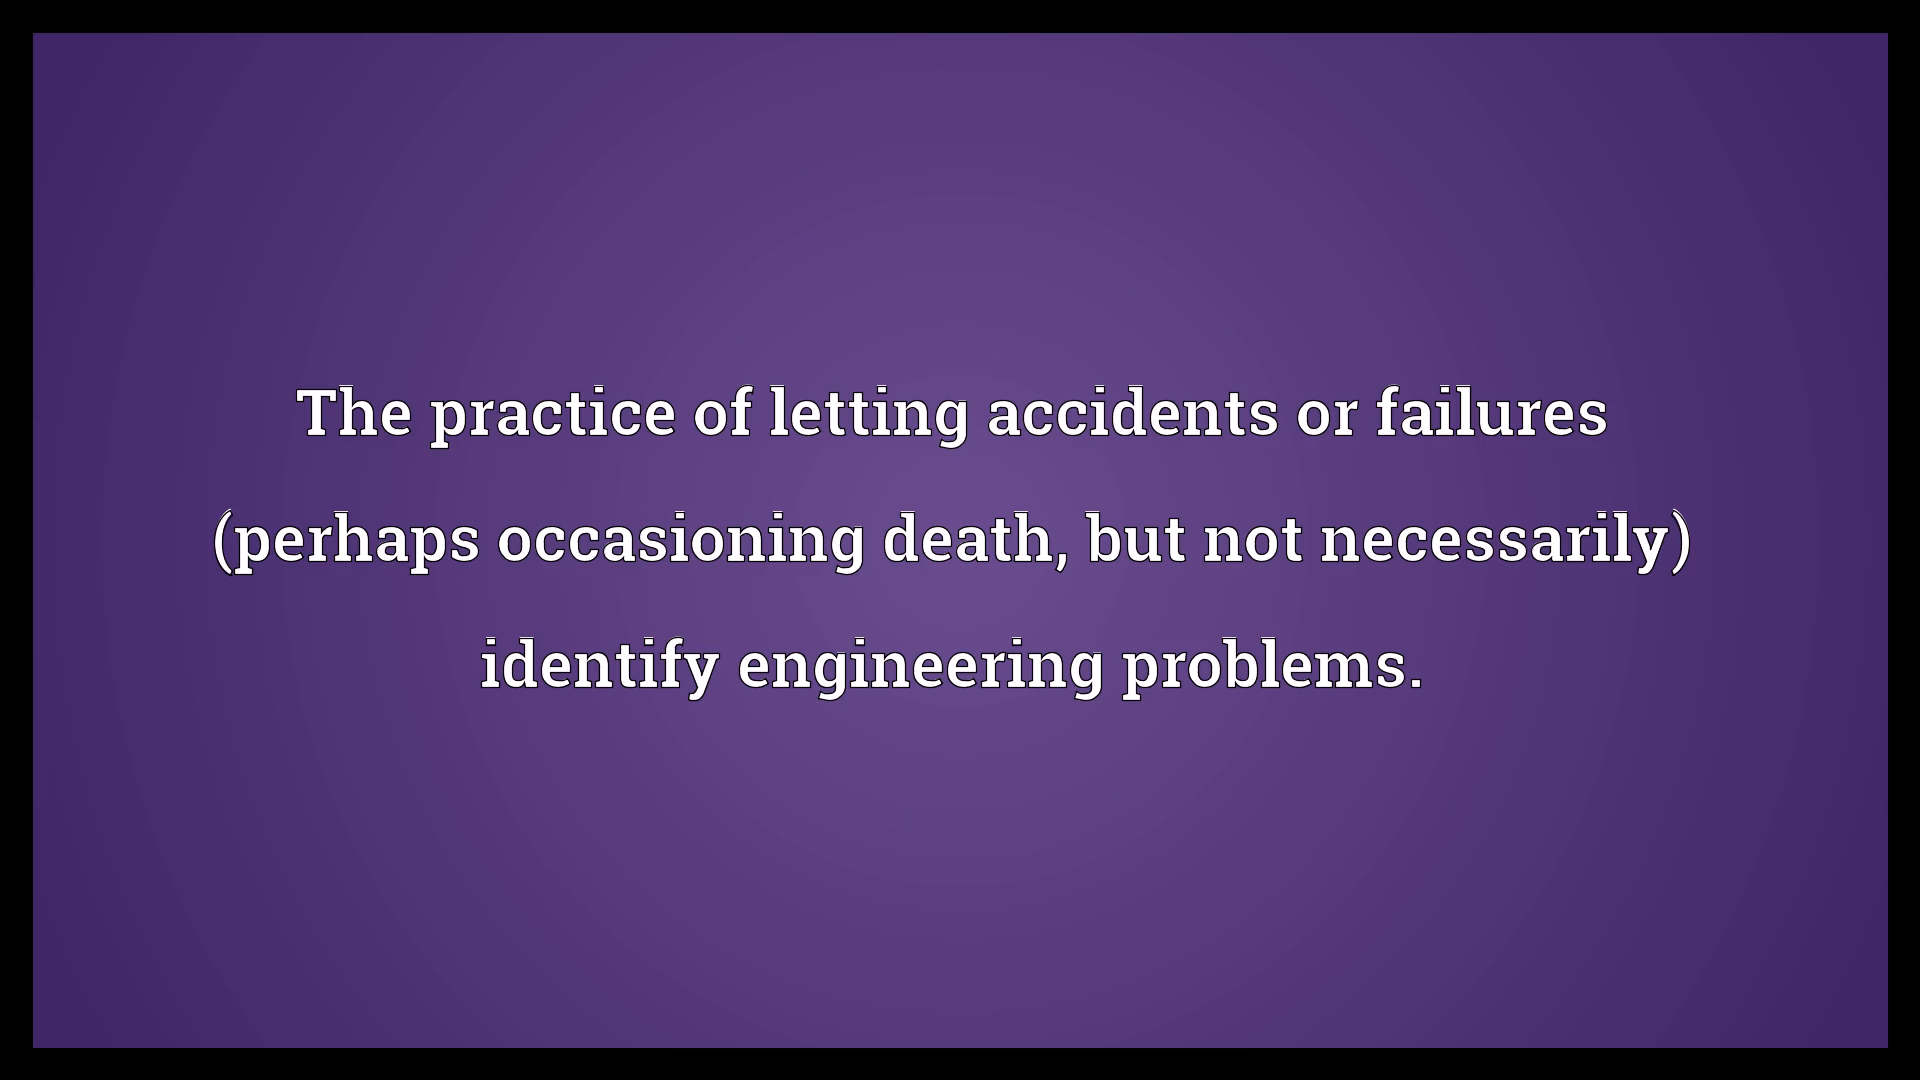 The practice of letting accidents or failures
(perhaps occasioning death, but not necessarily)
identify engineering problems.